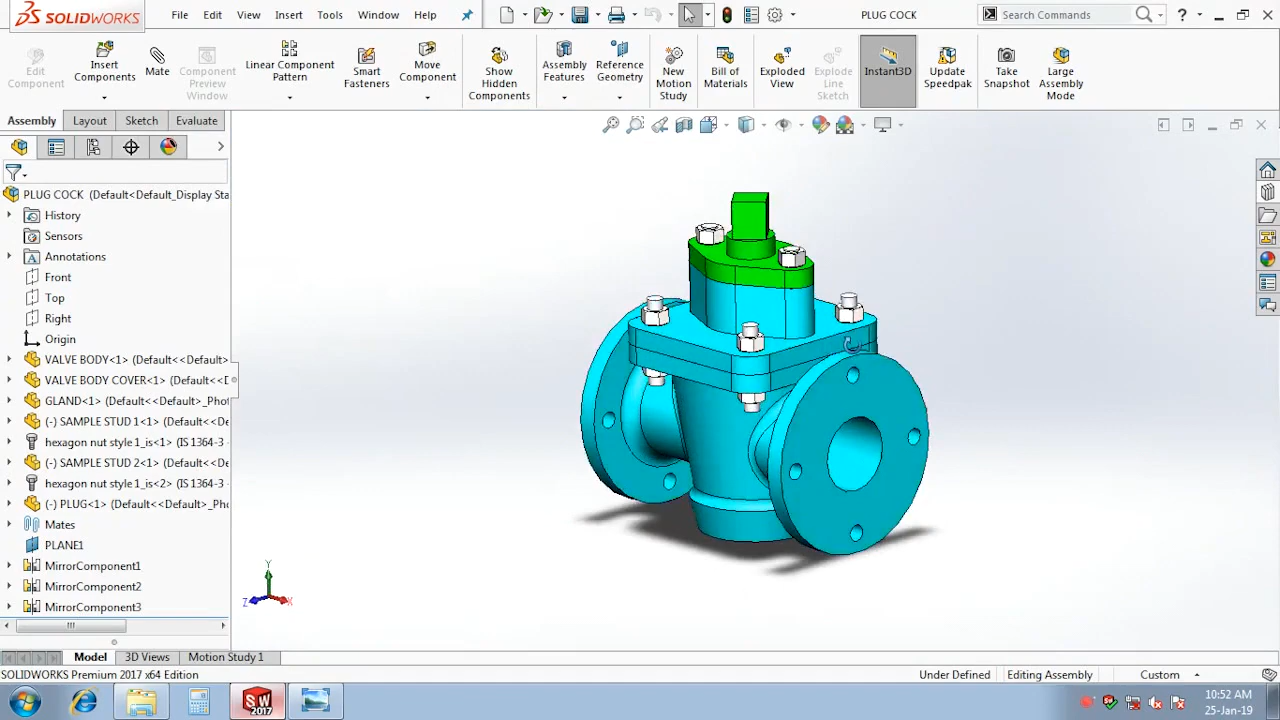 SOLIDWORKS
File Edit View Insert Tools Window Help
PLUG COCK
Search Commands
?
Edit Component
Insert Components
Mate
Component Preview Window
Linear Component Pattern
Smart Fasteners
Move Component
Show Hidden Components
Assembly Features
Reference Geometry
New Motion Study
Bill of Materials
Exploded View
Explode Line Sketch
Instant3D
Update Speedpak
Take Snapshot
Large Assembly Mode
Assembly Layout Sketch Evaluate
PLUG COCK (Default<Default_Display Sta
History
Sensors
Annotations
Front
Top
Right
Origin
VALVE BODY<1> (Default<<Default>
VALVE BODY COVER<1> (Default<<D
GLAND<1> (Default<<Default>_Phot
(-) SAMPLE STUD 1<1> (Default<<De
hexagon nut style 1_is<1> (IS 1364-3 -
(-) SAMPLE STUD 2<1> (Default<<De
hexagon nut style 1_is<2> (IS 1364-3 -
(-) PLUG<1> (Default<<Default>_Pho
Mates
PLANE1
MirrorComponent1
MirrorComponent2
MirrorComponent3
Y
Z X
Model 3D Views Motion Study 1
SOLIDWORKS Premium 2017 x64 Edition
Under Defined Editing Assembly Custom
SW
2017
10:52 AM
25-Jan-19